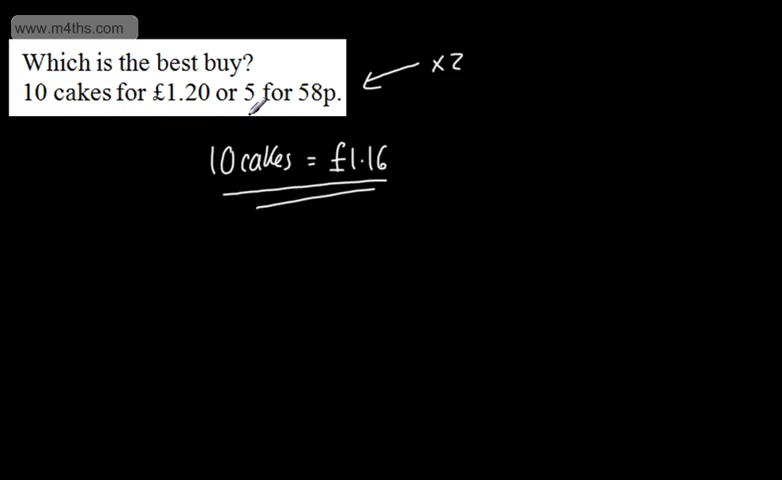 www.m4ths.com
Which is the best buy?
10 cakes for £1.20 or 5 for 58p.
x2
10 cakes = £1.16